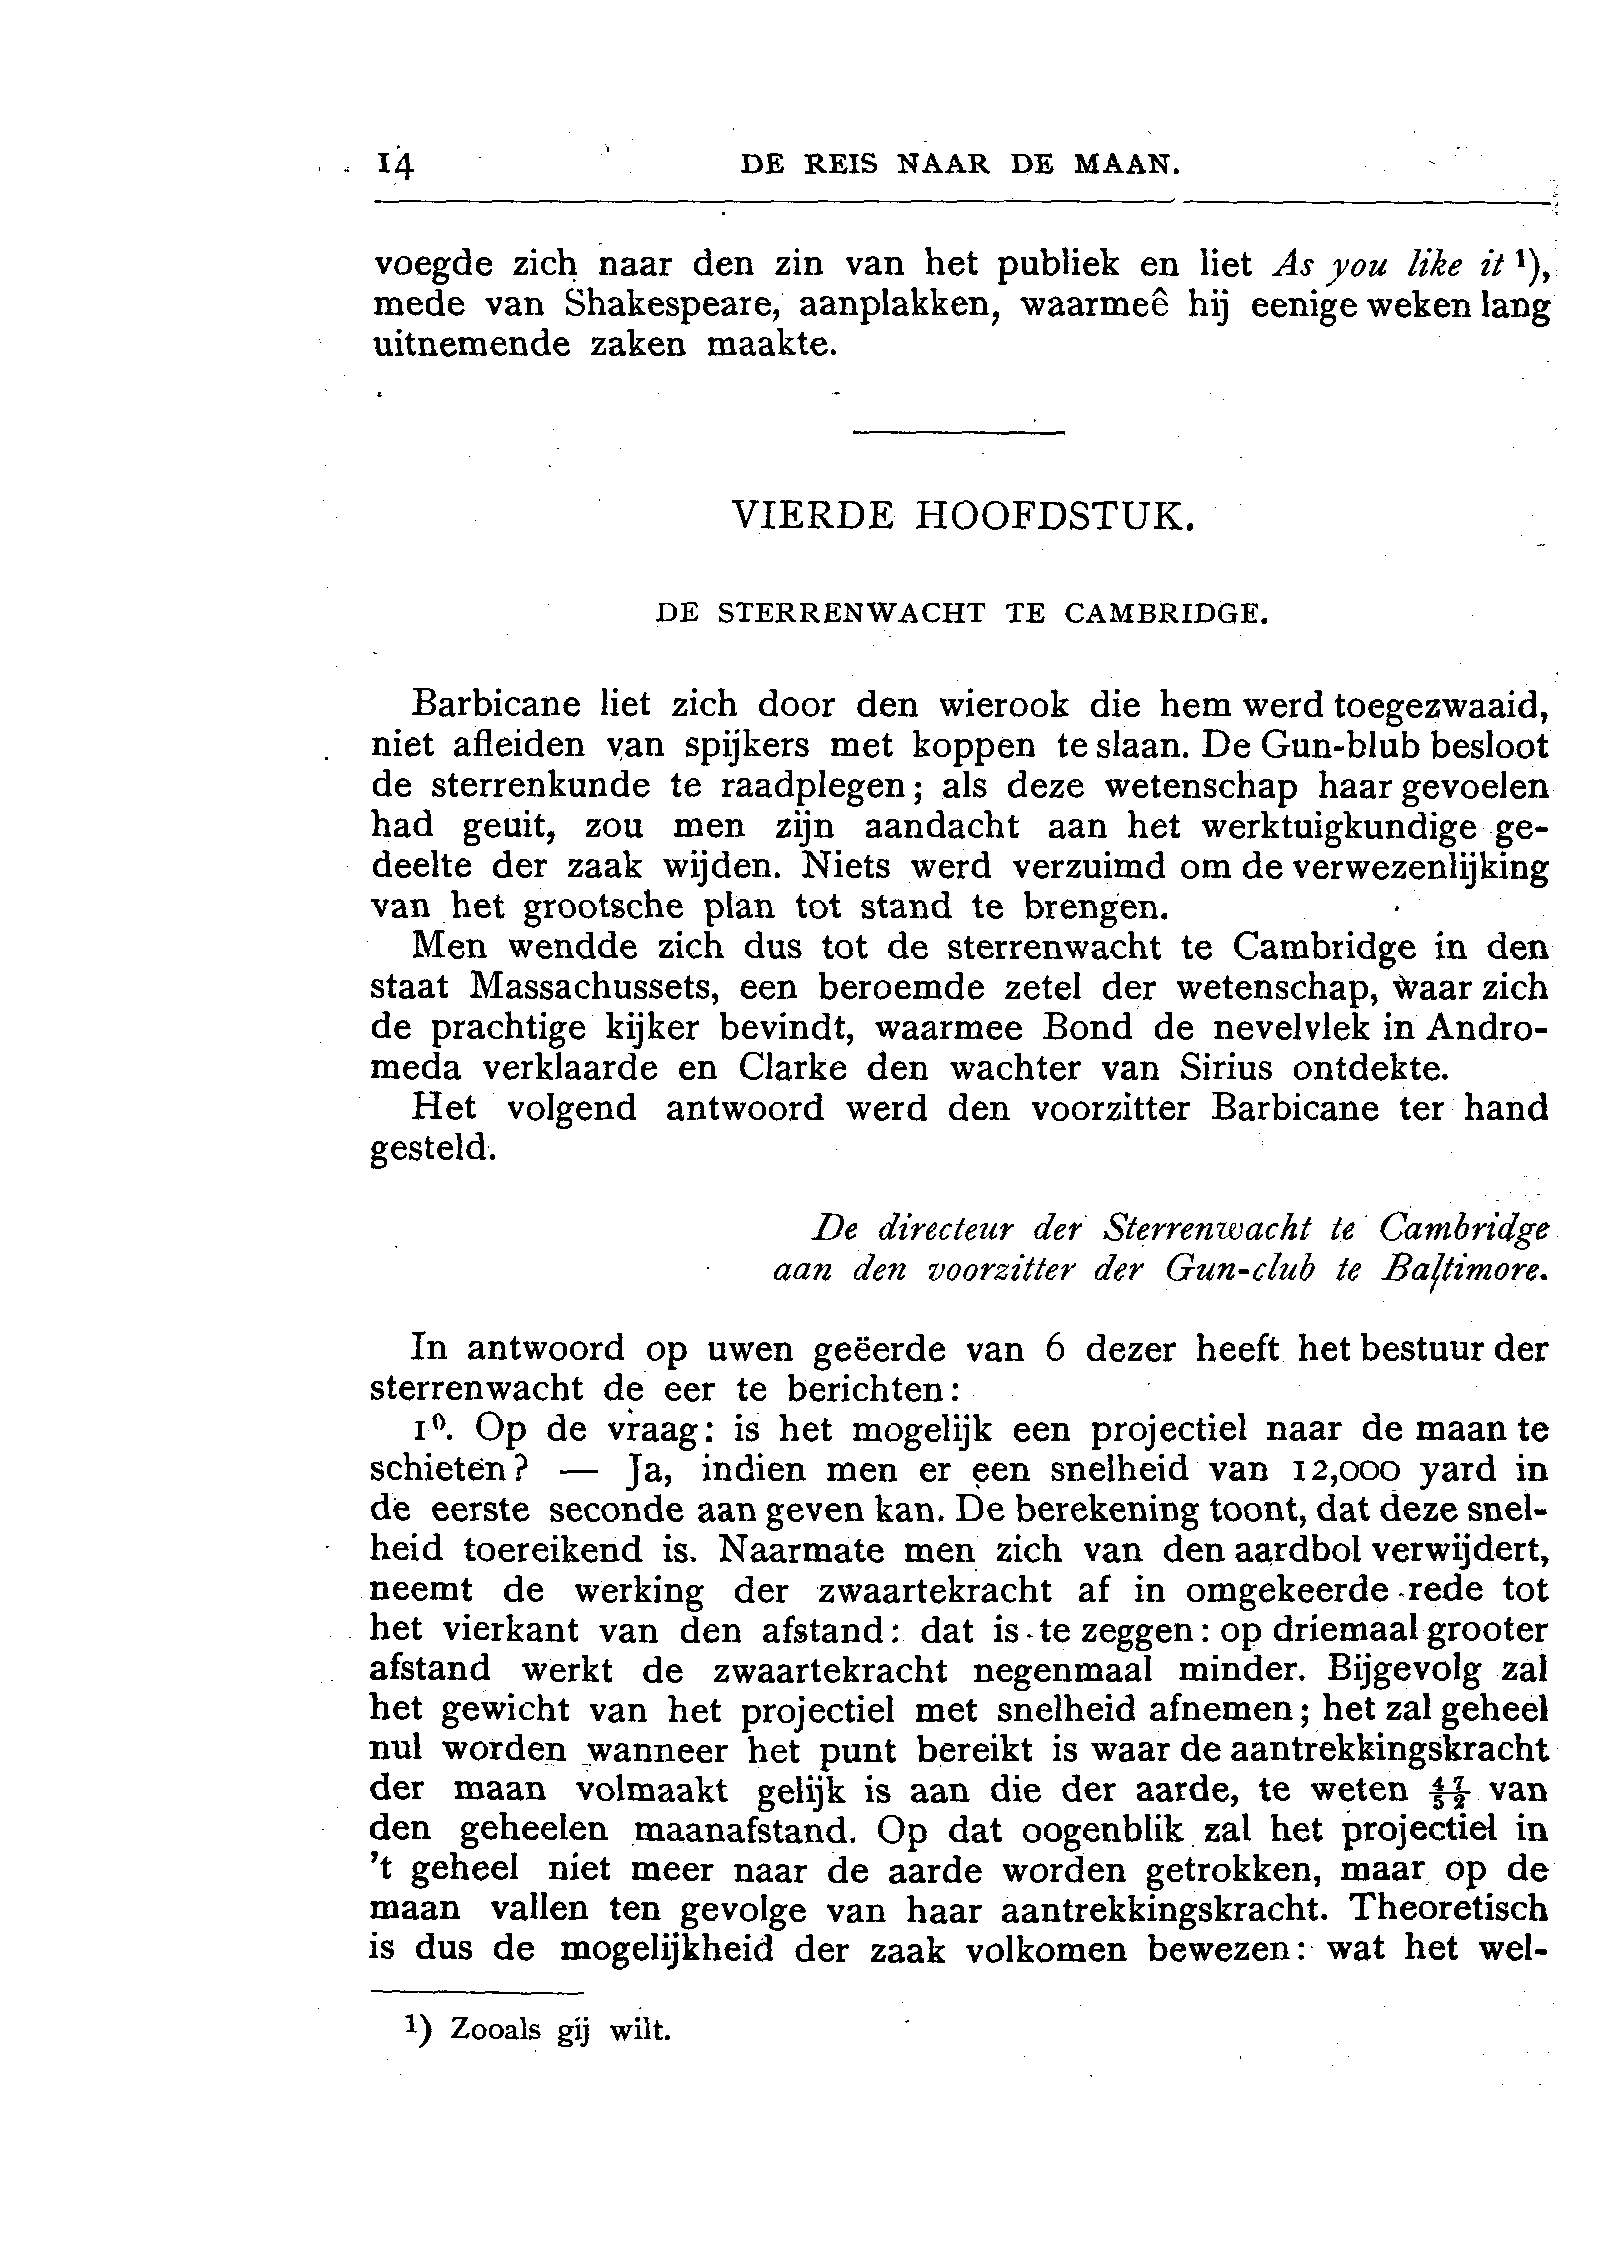 14 DE REIS NAAR DE MAAN.
voegde zich naar den zin van het publiek en liet As you like it ¹),
mede van Shakespeare, aanplakken, waarmeê hij eenige weken lang
uitnemende zaken maakte.
VIERDE HOOFDSTUK.
DE STERRENWACHT TE CAMBRIDGE.
Barbicane liet zich door den wierook die hem werd toegezwaaid,
niet afleiden van spijkers met koppen te slaan. De Gun-blub besloot
de sterrenkunde te raadplegen; als deze wetenschap haar gevoelen
had geuit, zou men zijn aandacht aan het werktuigkundige ge-
deelte der zaak wijden. Niets werd verzuimd om de verwezenlijking
van het grootsche plan tot stand te brengen.
Men wendde zich dus tot de sterrenwacht te Cambridge in den
staat Massachussets, een beroemde zetel der wetenschap, waar zich
de prachtige kijker bevindt, waarmee Bond de nevelvlek in Andro-
meda verklaarde en Clarke den wachter van Sirius ontdekte.
Het volgend antwoord werd den voorzitter Barbicane ter hand
gesteld.
De directeur der Sterrenwacht te Cambridge
aan den voorzitter der Gun-club te Baltimore.
In antwoord op uwen geëerde van 6 dezer heeft het bestuur der
sterrenwacht de eer te berichten:
1⁰. Op de vraag: is het mogelijk een projectiel naar de maan te
schieten? — Ja, indien men er een snelheid van 12,000 yard in
de eerste seconde aan geven kan. De berekening toont, dat deze snel-
heid toereikend is. Naarmate men zich van den aardbol verwijdert,
neemt de werking der zwaartekracht af in omgekeerde rede tot
het vierkant van den afstand: dat is te zeggen: op driemaal grooter
afstand werkt de zwaartekracht negenmaal minder. Bijgevolg zal
het gewicht van het projectiel met snelheid afnemen; het zal geheel
nul worden wanneer het punt bereikt is waar de aantrekkingskracht
der maan volmaakt gelijk is aan die der aarde, te weten 47/52 van
den geheelen maanafstand. Op dat oogenblik zal het projectiel in
't geheel niet meer naar de aarde worden getrokken, maar op de
maan vallen ten gevolge van haar aantrekkingskracht. Theoretisch
is dus de mogelijkheid der zaak volkomen bewezen: wat het wel-
¹) Zooals gij wilt.